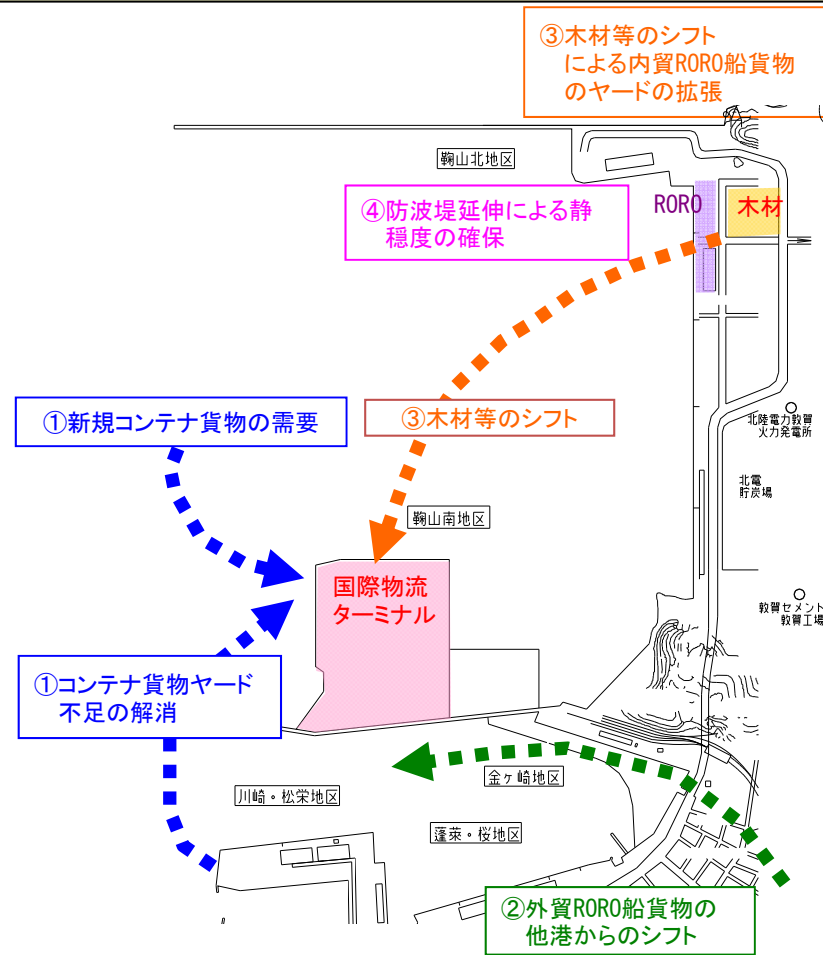 ③木材等のシフト
による内貿RORO船貨物
のヤードの拡張
鞠山北地区
④防波堤延伸による静
穏度の確保
RORO
木材
①新規コンテナ貨物の需要
③木材等のシフト
北陸電力敦賀
火力発電所
北電
貯炭場
鞠山南地区
国際物流
ターミナル
敦賀セメント
敦賀工場
①コンテナ貨物ヤード
不足の解消
金ヶ崎地区
川崎・松栄地区
蓬莱・桜地区
②外貿RORO船貨物の
他港からのシフト